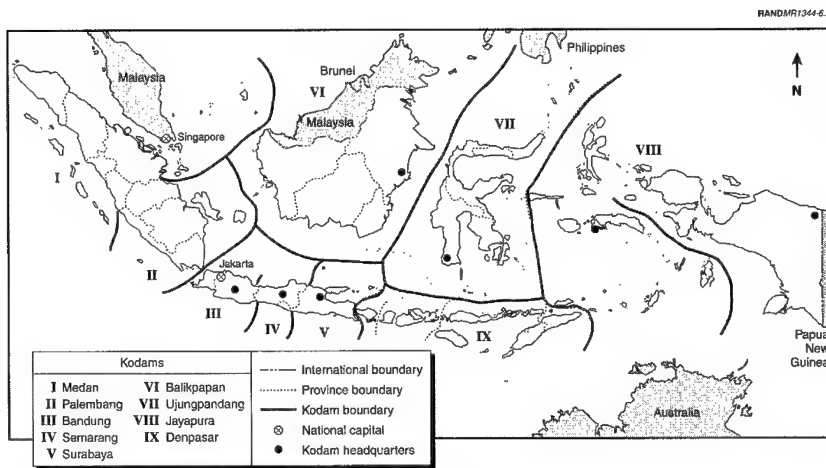 RANDMR1344-6.
Philippines
Malaysia
Brunei
VI
N
Malaysia
Singapore
VII
VIII
I
Jakarta
II
III
IV
V
IX
Papua
New
Guinea
Australia
Kodams
I Medan
II Palembang
III Bandung
IV Semarang
V Surabaya
VI Balikpapan
VII Ujungpandang
VIII Jayapura
IX Denpasar
International boundary
Province boundary
Kodam boundary
National capital
Kodam headquarters